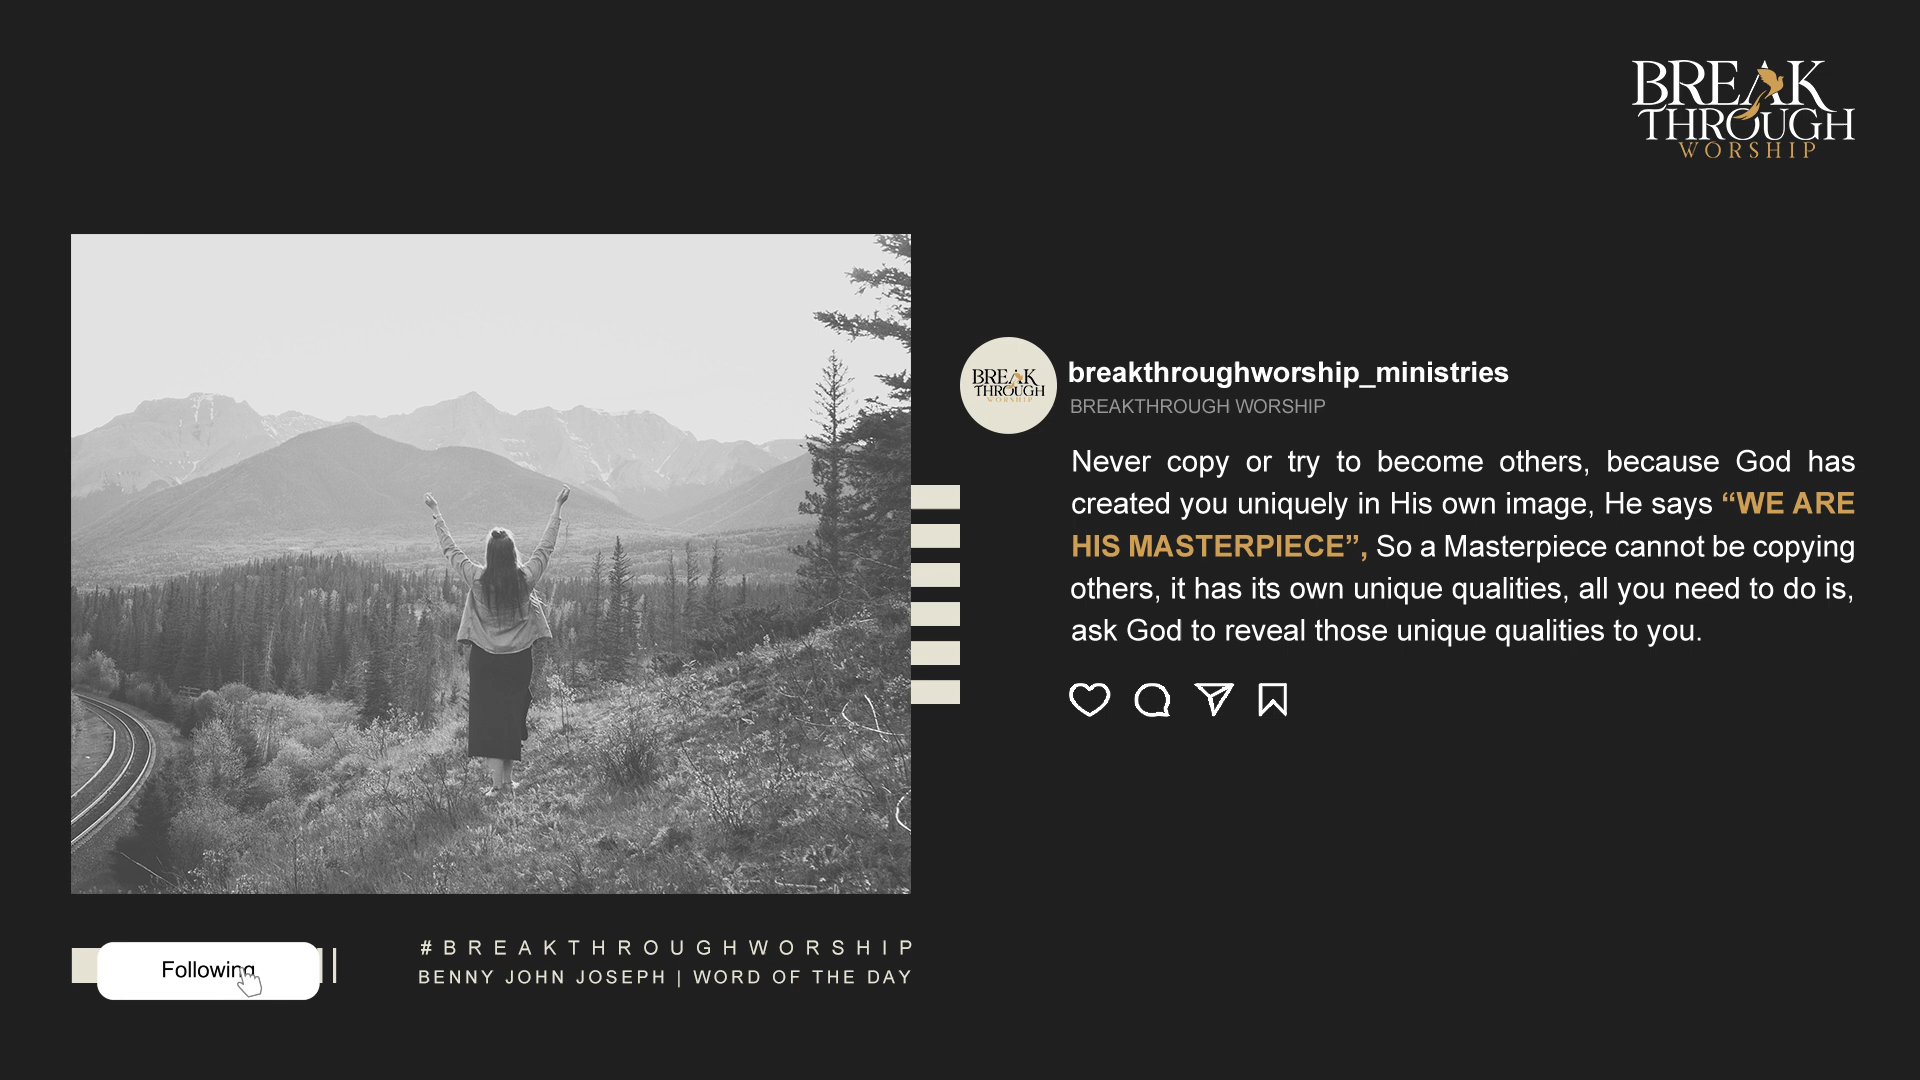 BREAK
THROUGH
WORSHIP
BREAK
THROUGH
WORSHIP
breakthroughworship_ministries
BREAKTHROUGH WORSHIP
Never copy or try to become others, because God has
created you uniquely in His own image, He says “WE ARE
HIS MASTERPIECE”, So a Masterpiece cannot be copying
others, it has its own unique qualities, all you need to do is,
ask God to reveal those unique qualities to you.
Following
#BREAKTHROUGHWORSHIP
BENNY JOHN JOSEPH | WORD OF THE DAY